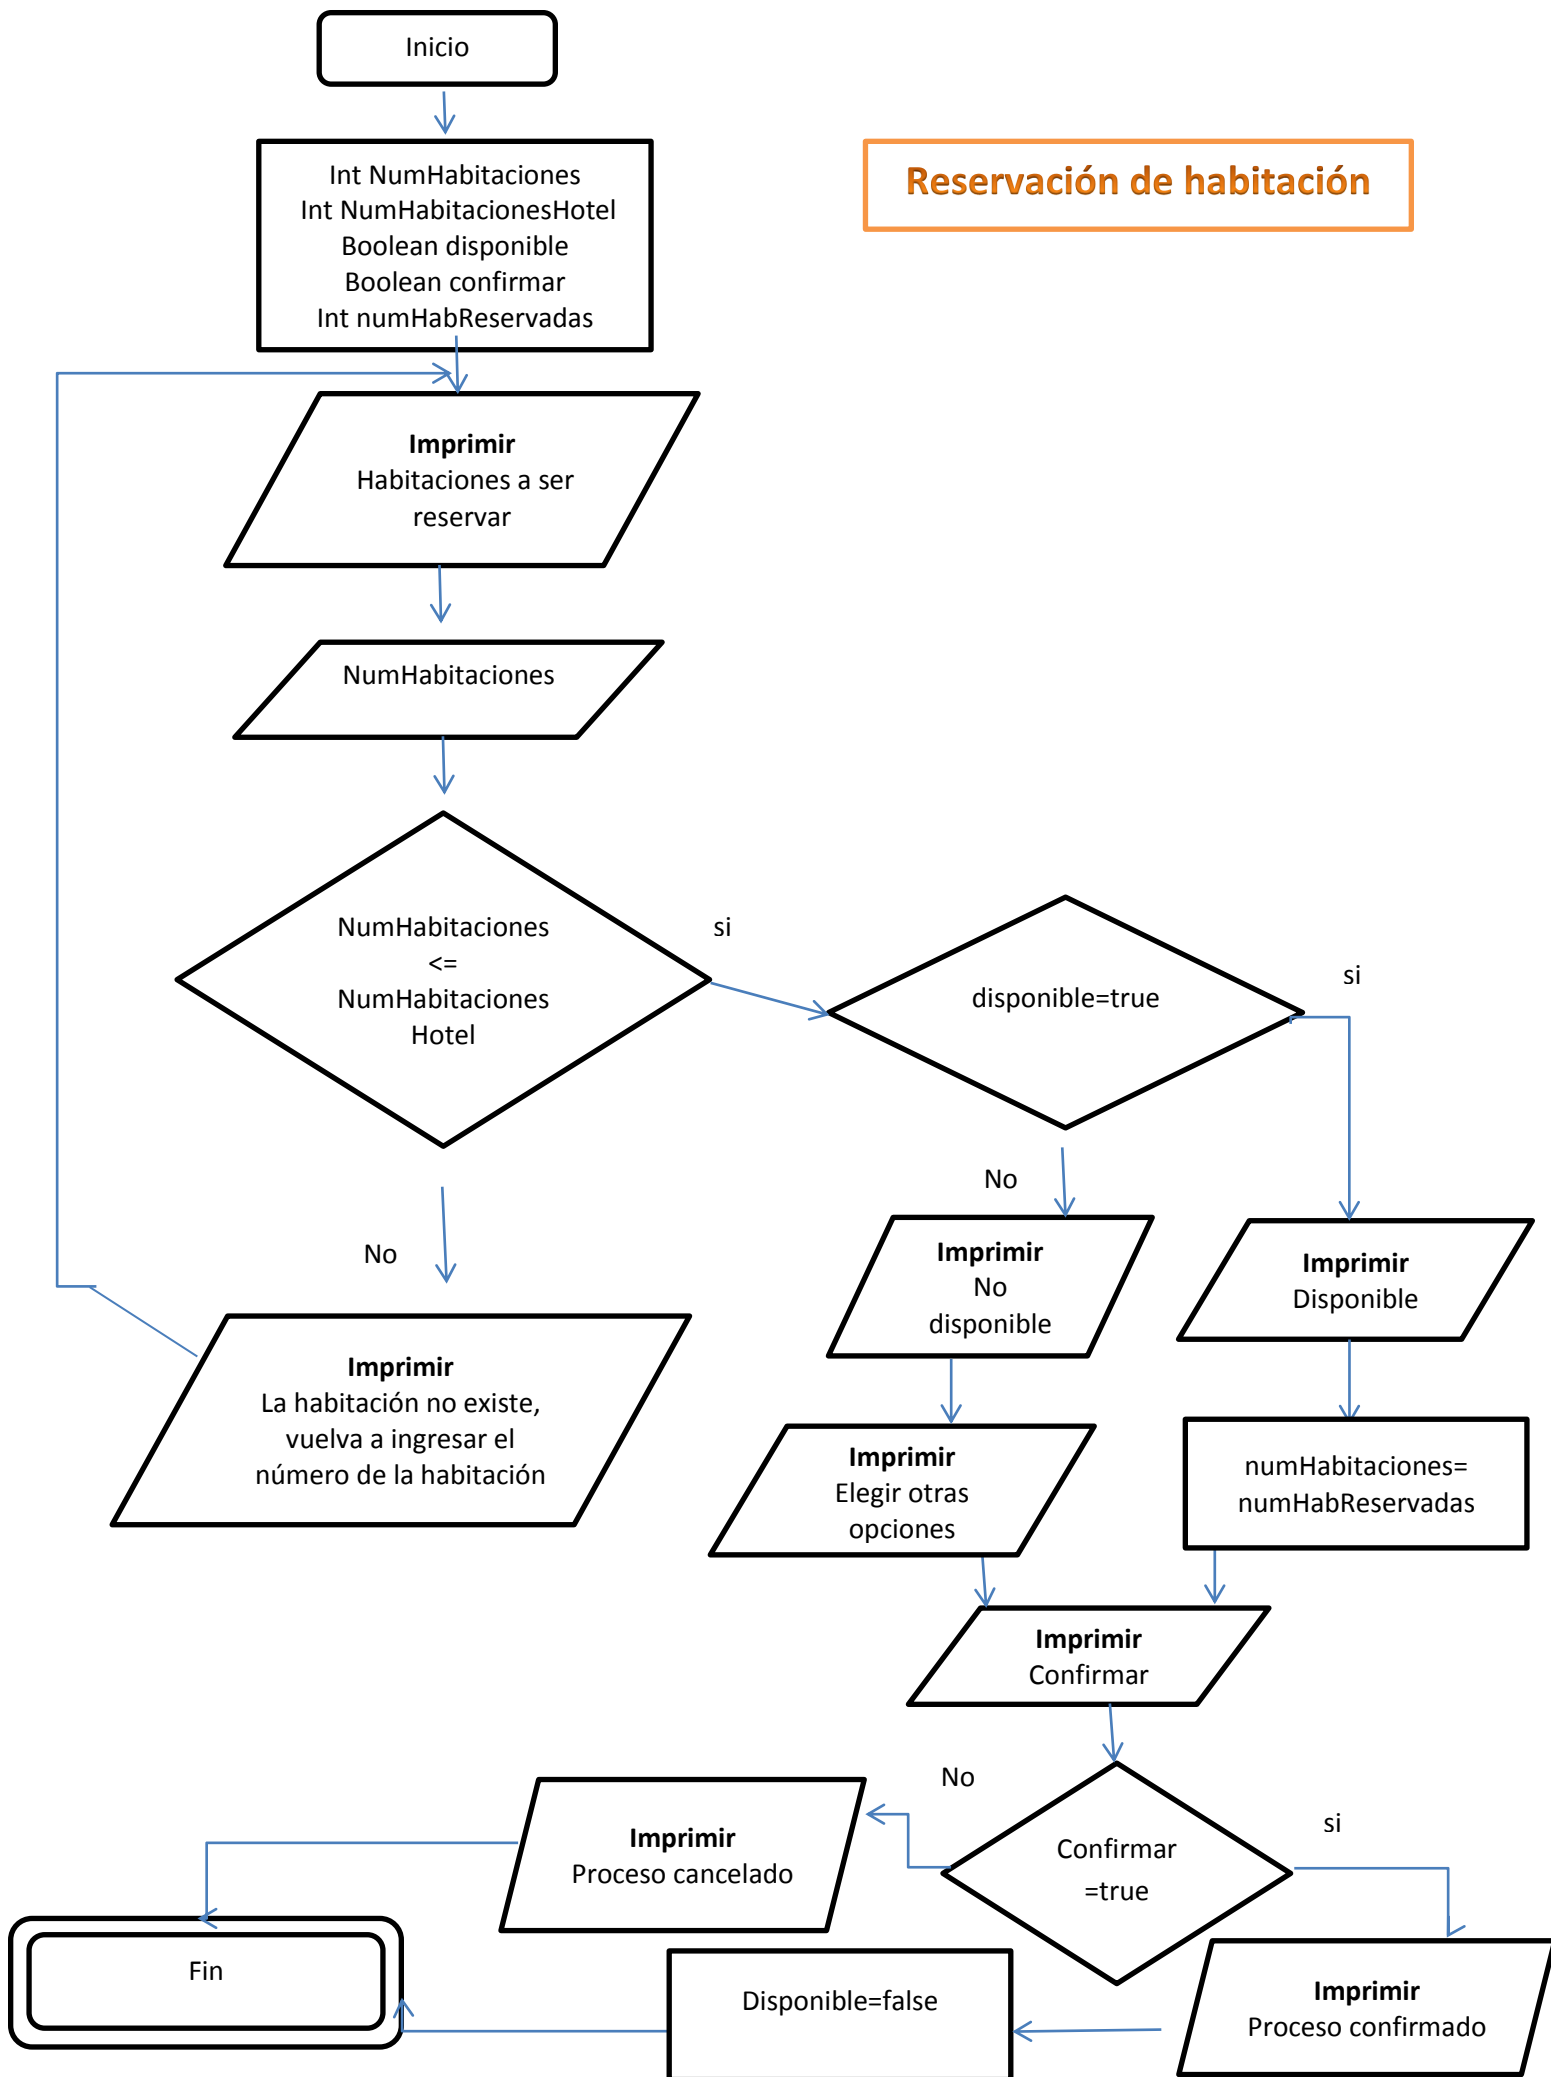 Inicio
Reservación de habitación
Int NumHabitaciones
Int NumHabitacionesHotel
Boolean disponible
Boolean confirmar
Int numHabReservadas
Imprimir
Habitaciones a ser
reservar
NumHabitaciones
NumHabitaciones
<=
NumHabitaciones
Hotel
si
disponible=true
si
No
No
Imprimir
La habitación no existe,
vuelva a ingresar el
número de la habitación
Imprimir
No
disponible
Imprimir
Disponible
Imprimir
Elegir otras
opciones
numHabitaciones=
numHabReservadas
Imprimir
Confirmar
No
Confirmar
=true
si
Imprimir
Proceso cancelado
Fin
Disponible=false
Imprimir
Proceso confirmado